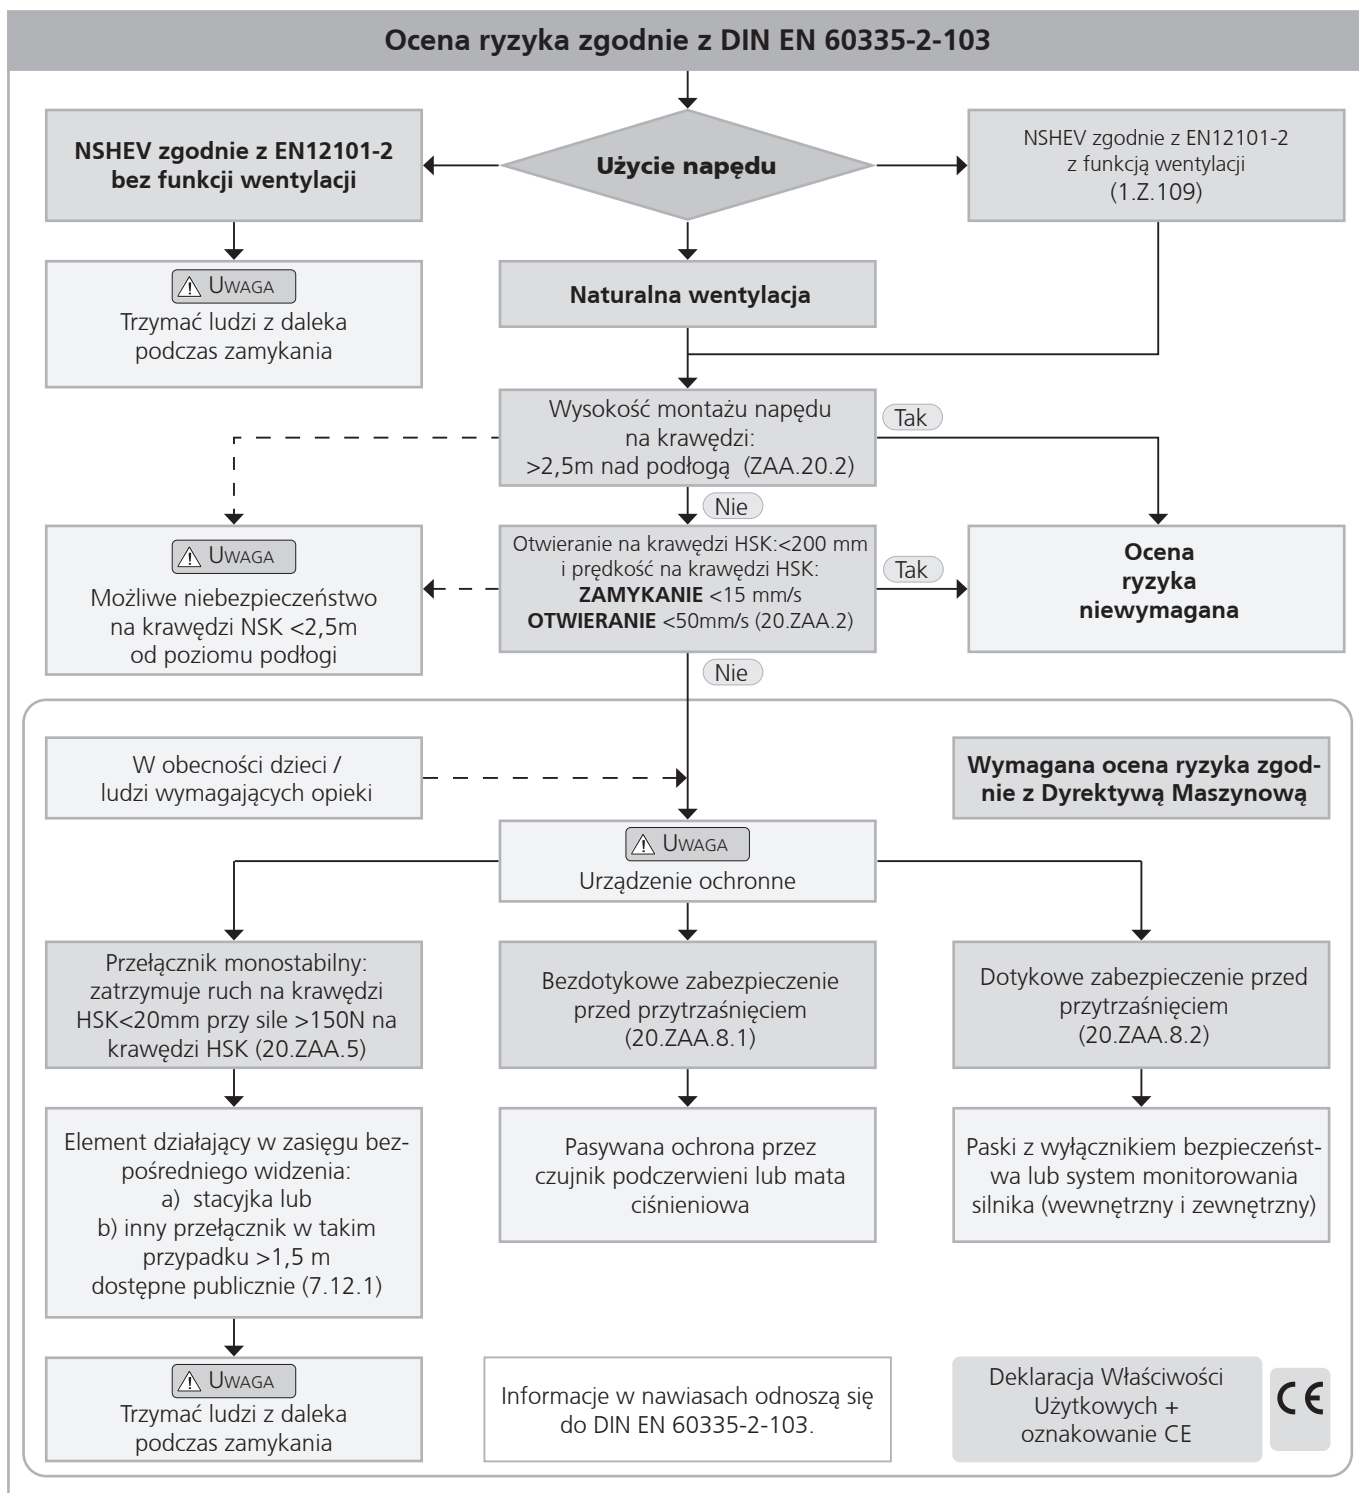 Ocena ryzyka zgodnie z DIN EN 60335-2-103
NSHEV zgodnie z EN12101-2
bez funkcji wentylacji
Użycie napędu
NSHEV zgodnie z EN12101-2
z funkcją wentylacji
(1.Z.109)
UWAGA
Trzymać ludzi z daleka
podczas zamykania
Naturalna wentylacja
Wysokość montażu napędu
na krawędzi:
>2,5m nad podłogą (ZAA.20.2)
Tak
Nie
UWAGA
Możliwe niebezpieczeństwo
na krawędzi NSK <2,5m
od poziomu podłogi
Otwieranie na krawędzi HSK:<200 mm
i prędkość na krawędzi HSK:
ZAMYKANIE <15 mm/s
OTWIERANIE <50mm/s (20.ZAA.2)
Tak
Ocena
ryzyka
niewymagana
Nie
W obecności dzieci /
ludzi wymagających opieki
Wymagana ocena ryzyka zgod-
nie z Dyrektywą Maszynową
UWAGA
Urządzenie ochronne
Przełącznik monostabilny:
zatrzymuje ruch na krawędzi
HSK<20mm przy sile >150N na
krawędzi HSK (20.ZAA.5)
Bezdotykowe zabezpieczenie
przed przytrzaśnięciem
(20.ZAA.8.1)
Dotykowe zabezpieczenie przed
przytrzaśnięciem
(20.ZAA.8.2)
Element działający w zasięgu bez-
pośredniego widzenia:
a) stacyjka lub
b) inny przełącznik w takim
przypadku >1,5 m
dostępne publicznie (7.12.1)
Pasywana ochrona przez
czujnik podczerwieni lub mata
ciśnieniowa
Paski z wyłącznikiem bezpieczeńst-
wa lub system monitorowania
silnika (wewnętrzny i zewnętrzny)
UWAGA
Trzymać ludzi z daleka
podczas zamykania
Informacje w nawiasach odnoszą się
do DIN EN 60335-2-103.
Deklaracja Właściwości
Użytkowych +
oznakowanie CE
CE